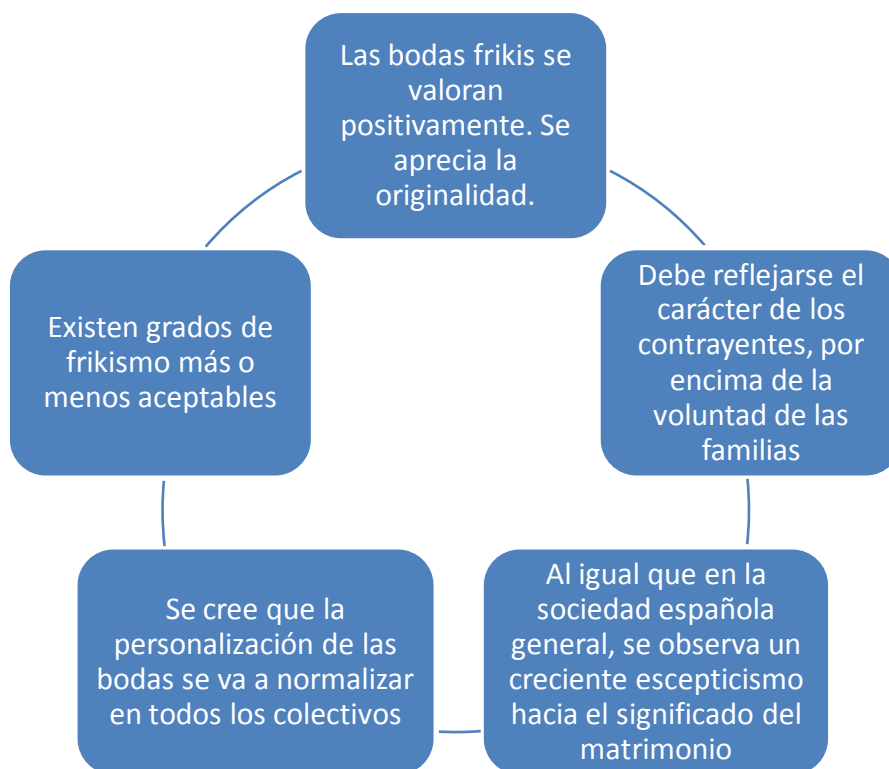 Las bodas frikis se
valoran
positivamente. Se
aprecia la
originalidad.
Debe reflejarse el
carácter de los
contrayentes, por
encima de la
voluntad de las
familias
Al igual que en la
sociedad española
general, se observa un
creciente escepticismo
hacia el significado del
matrimonio
Se cree que la
personalización de las
bodas se va a normalizar
en todos los colectivos
Existen grados de
frikismo más o
menos aceptables